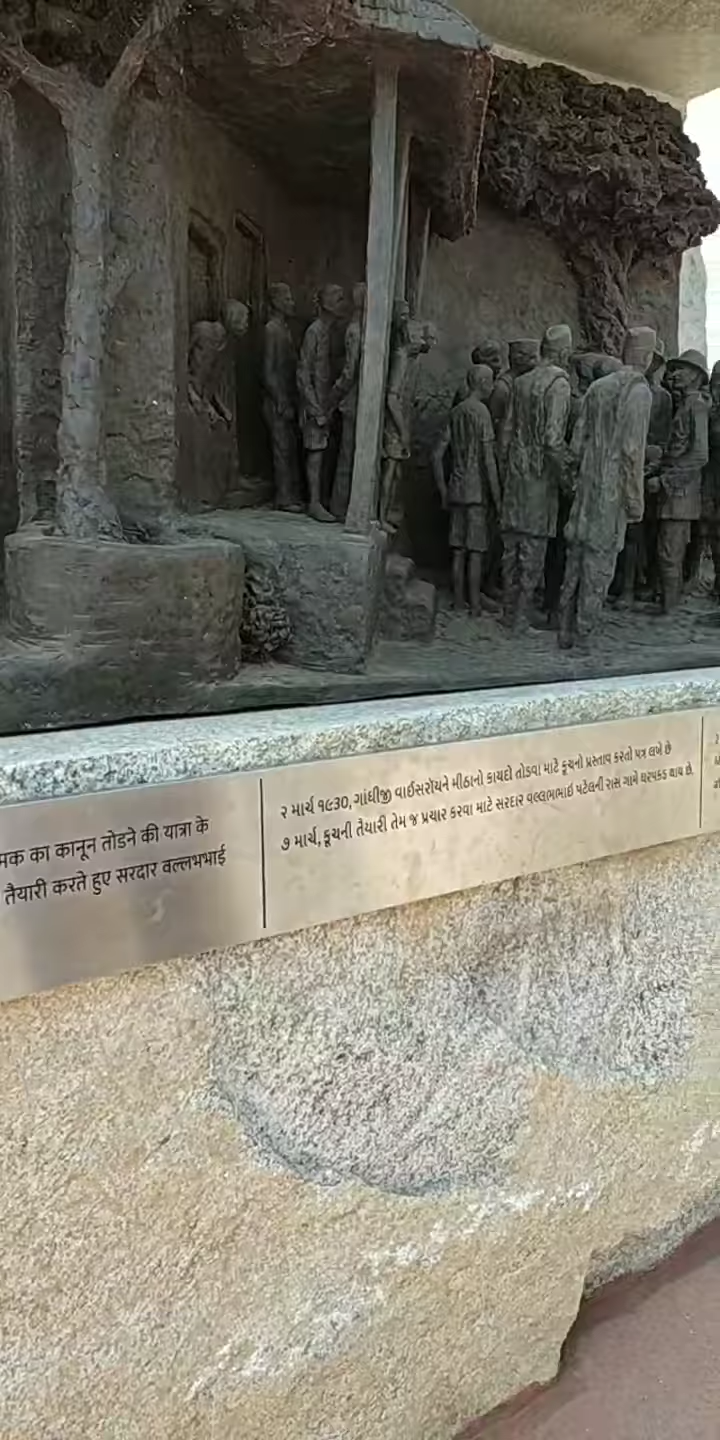 का कानून तोडने की यात्रा के
तैयारी करते हुए सरदार वल्लभभाई
૨ માર્ચ ૧૯૩૦, ગાંધીજી વાઈસરૉયને મીઠાનો કાયદો તોડવા માટે કૂચનો પ્રસ્તાવ કરતો પત્ર લખે છે
૭ માર્ચ, કૂચની તૈયારી તેમ જ પ્રચાર કરવા માટે સરદાર વલ્લભભાઈ પટેલની રાસ ગામે ધરપકડ થાય છે.